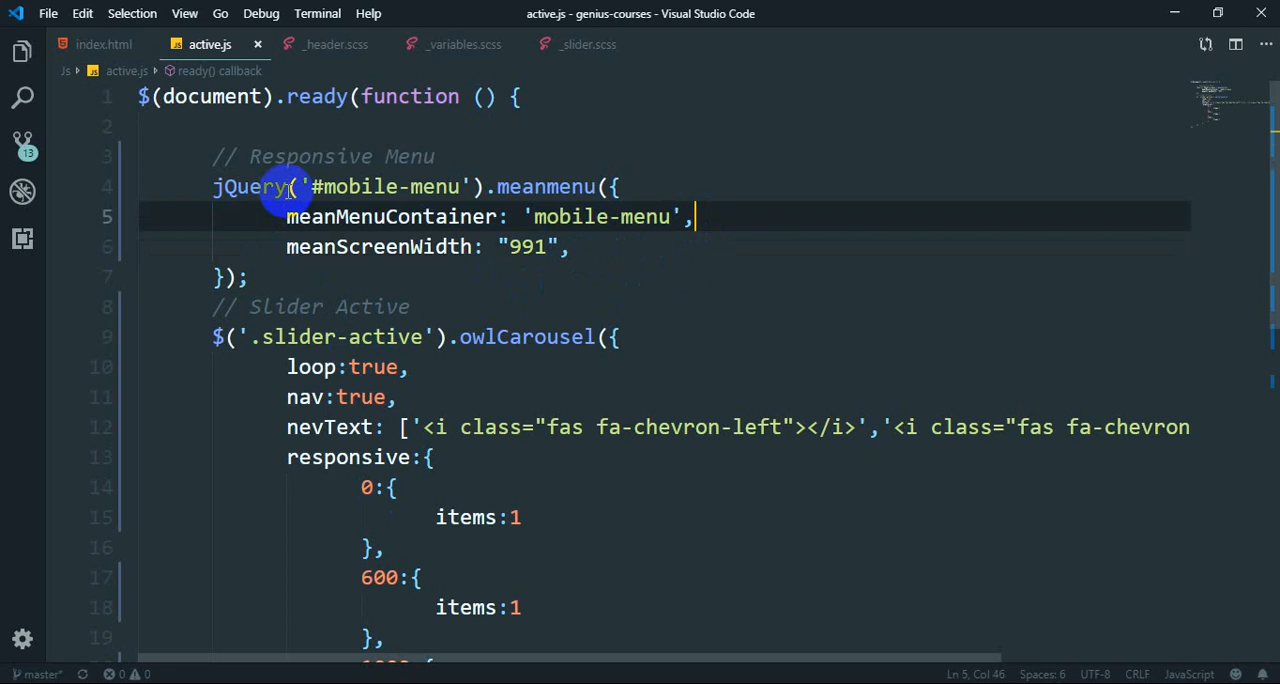 File Edit Selection View Go Debug Terminal Help active.js - genius-courses - Visual Studio Code
index.html JS active.js × _header.scss _variables.scss _slider.scss ...
Js JS active.js ready() callback
1 $(document).ready(function () {
2
3 // Responsive Menu
4 jQuery('#mobile-menu').meanmenu({
5 meanMenuContainer: 'mobile-menu',
6 meanScreenWidth: "991",
7 });
8 // Slider Active
9 $('.slider-active').owlCarousel({
10 loop:true,
11 nav:true,
12 nevText: ['<i class="fas fa-chevron-left"></i>','<i class="fas fa-chevron
13 responsive:{
14 0:{
15 items:1
16 },
17 600:{
18 items:1
19 },
13
master* 0 0 Ln 5, Col 46 Spaces: 6 UTF-8 CRLF JavaScript